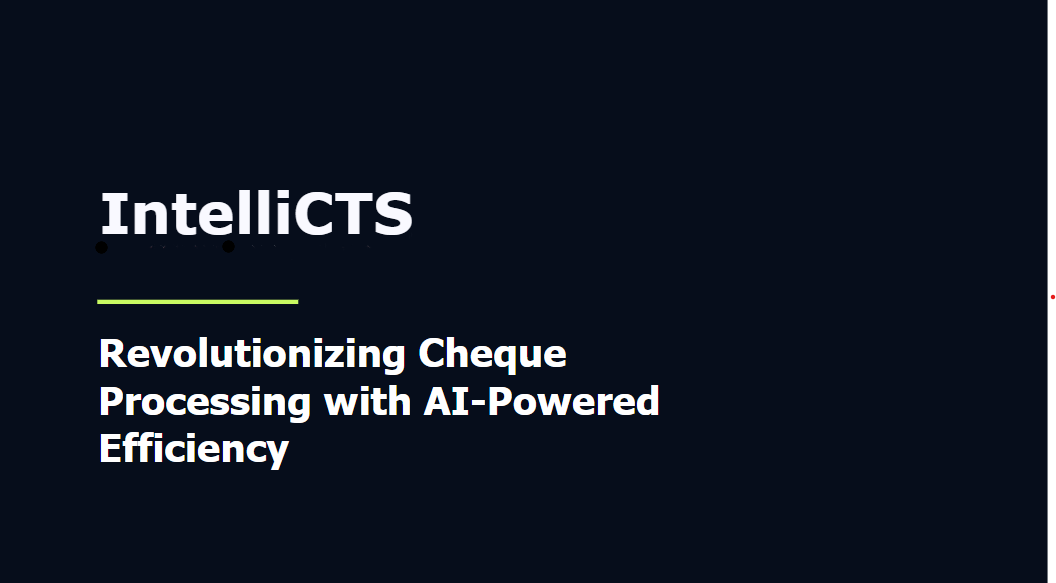 IntelliCTS
Revolutionizing Cheque
Processing with AI-Powered
Efficiency